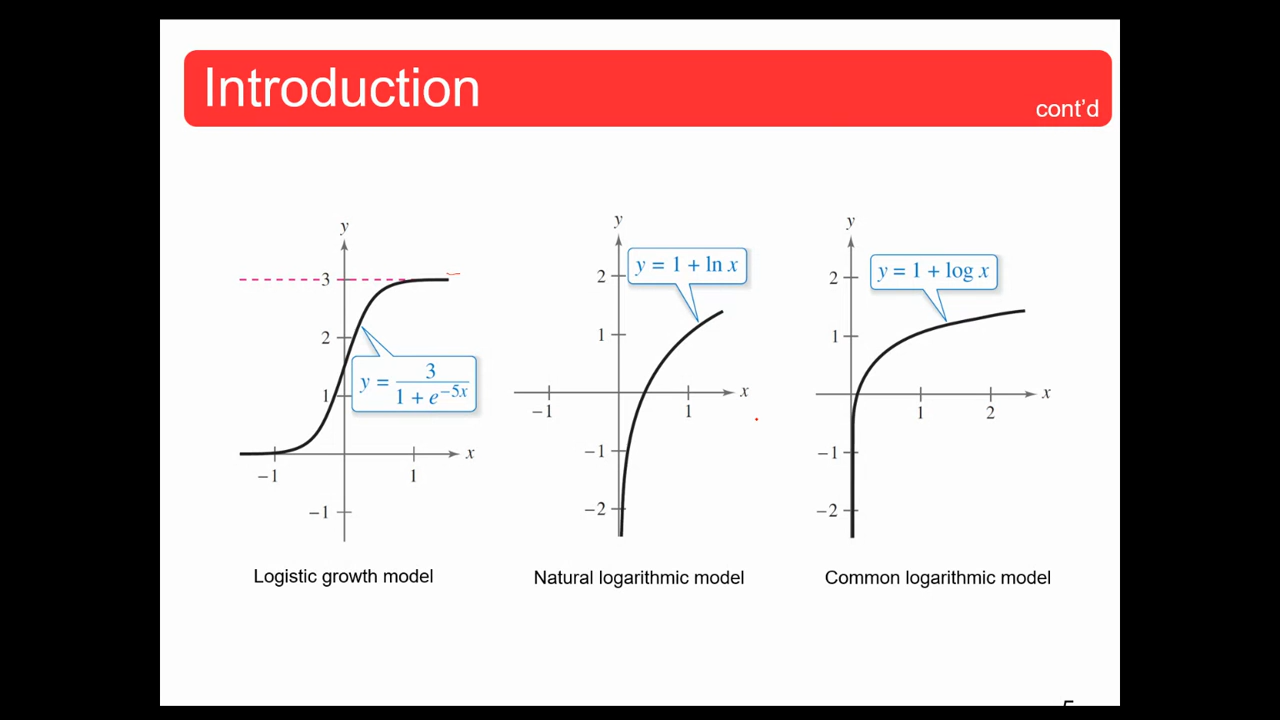 Introduction
cont’d
y
3
2
1
−1
−1
1
x
y = 3 / (1 + e^{−5x})
Logistic growth model
y
2
1
−1
−2
−1
1
x
y = 1 + ln x
Natural logarithmic model
y
2
1
−1
−2
1
2
x
y = 1 + log x
Common logarithmic model